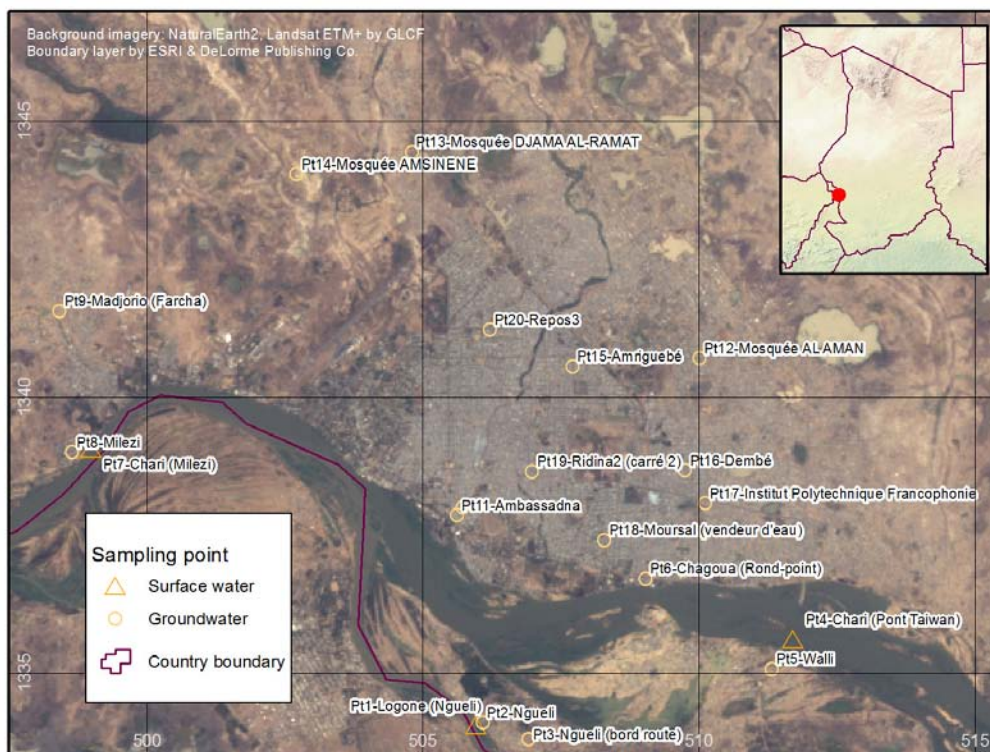 Background imagery: NaturalEarth2, Landsat ETM+ by GLCF
Boundary layer by ESRI & DeLorme Publishing Co.
1345
Pt13-Mosquée DJAMA AL-RAMAT
Pt14-Mosquée AMSINENE
Pt9-Madjorio (Farcha)
Pt20-Repos3
Pt12-Mosquée AL AMAN
Pt15-Amriguebé
1340
Pt8-Milezi
Pt7-Chari (Milezi)
Pt19-Ridina2 (carré 2)
Pt16-Dembé
Pt17-Institut Polytechnique Francophonie
Pt11-Ambassadna
Pt18-Moursal (vendeur d'eau)
Pt6-Chagoua (Rond-point)
Pt4-Chari (Pont Taiwan)
Pt5-Walli
Sampling point
Surface water
Groundwater
Country boundary
1335
Pt1-Logone (Ngueli)
Pt2-Ngueli
Pt3-Ngueli (bord route)
500
505
510
515